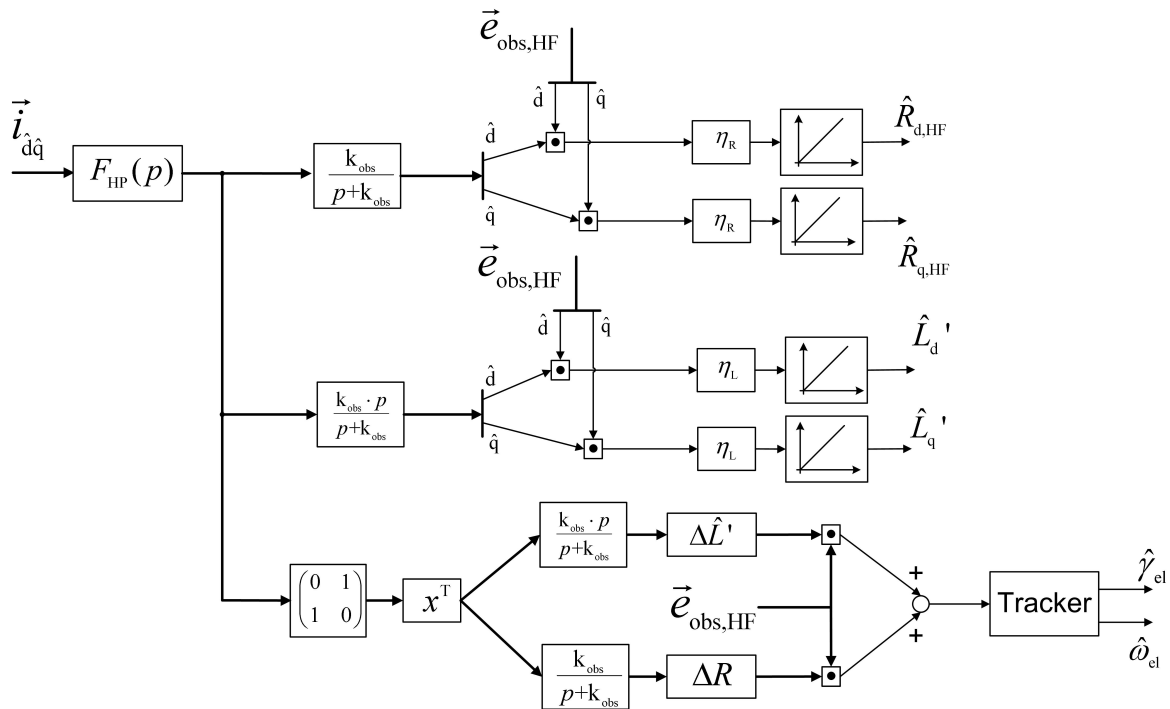 e⃗obs,HF
d̂ q̂
i⃗d̂q̂
FHP(p)
kobs
p+kobs
d̂
q̂
ηR
R̂d,HF
ηR
R̂q,HF
e⃗obs,HF
d̂ q̂
kobs · p
p+kobs
d̂
q̂
ηL
L̂d'
ηL
L̂q'
0 1
1 0
xT
kobs · p
p+kobs
ΔL̂'
e⃗obs,HF
kobs
p+kobs
ΔR
+
+
Tracker
γ̂el
ω̂el